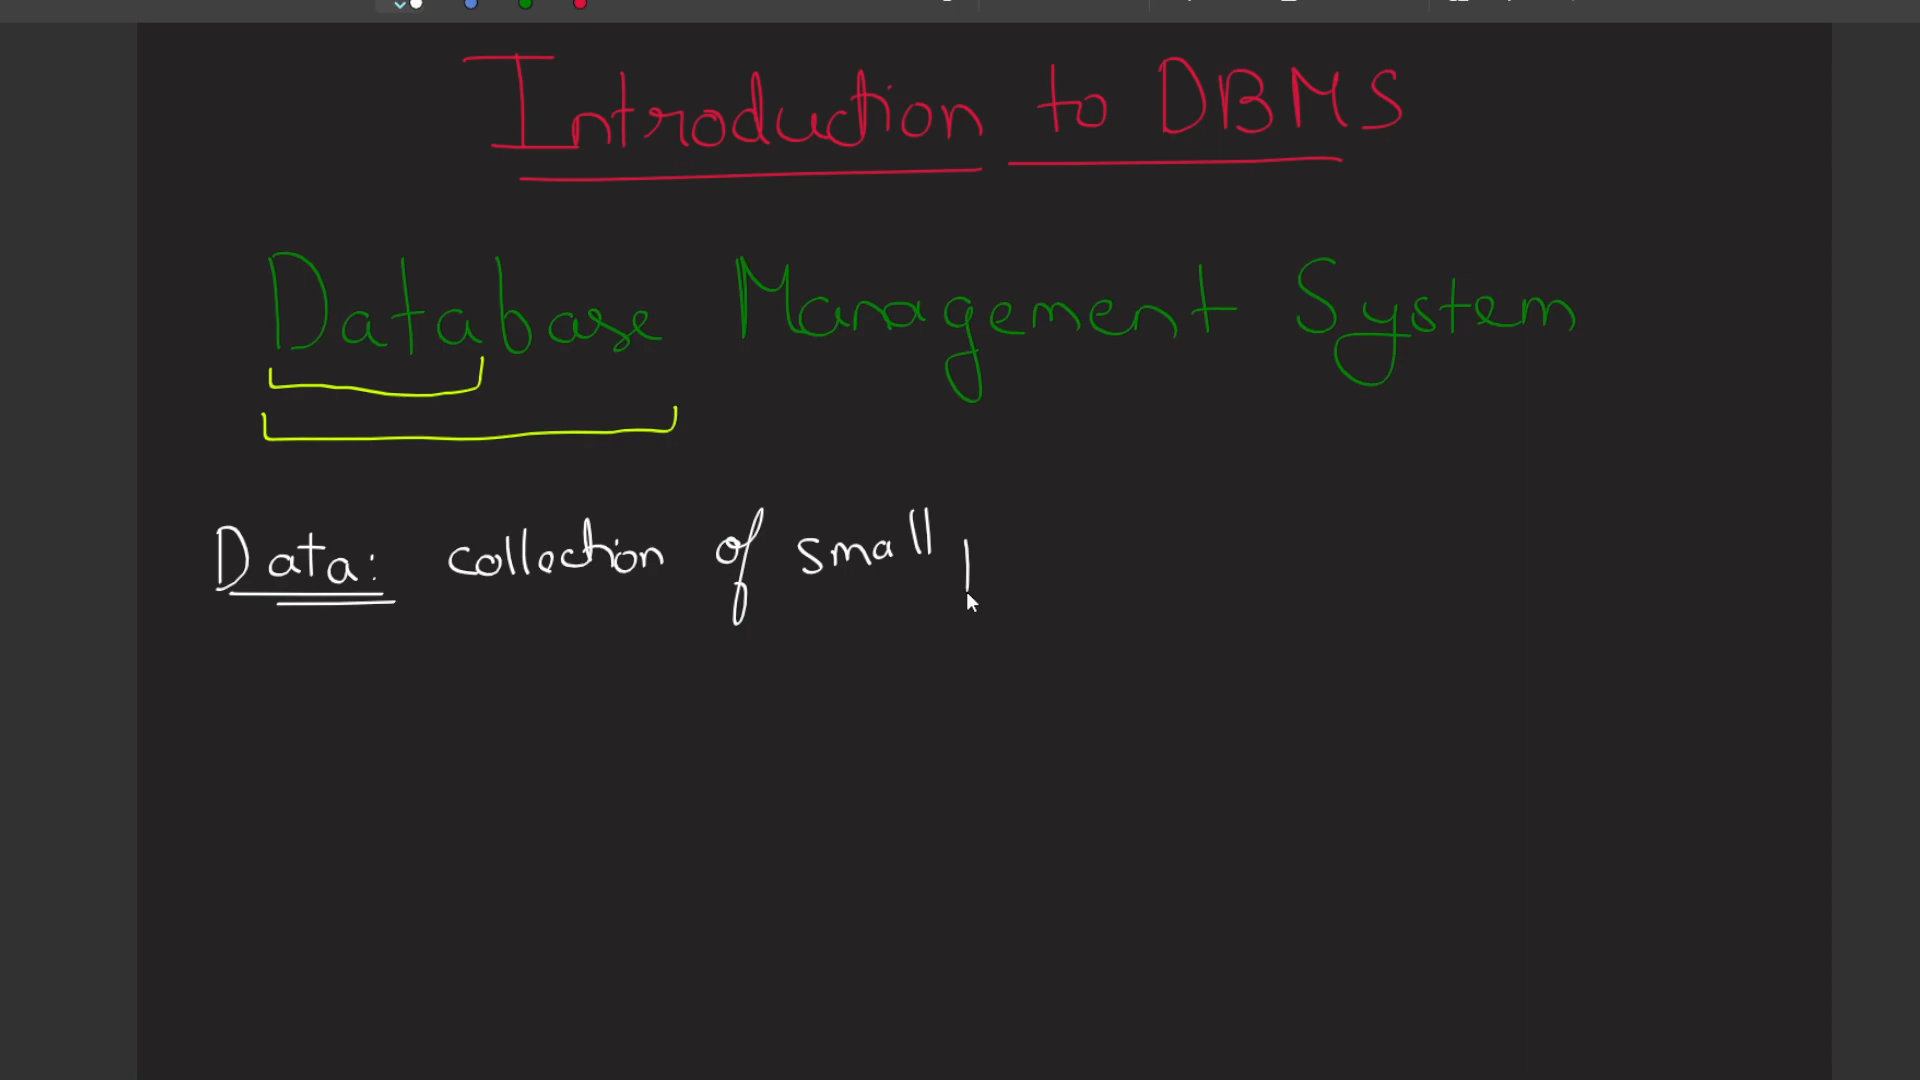 Introduction to DBMS
Database Management System
Data: collection of small